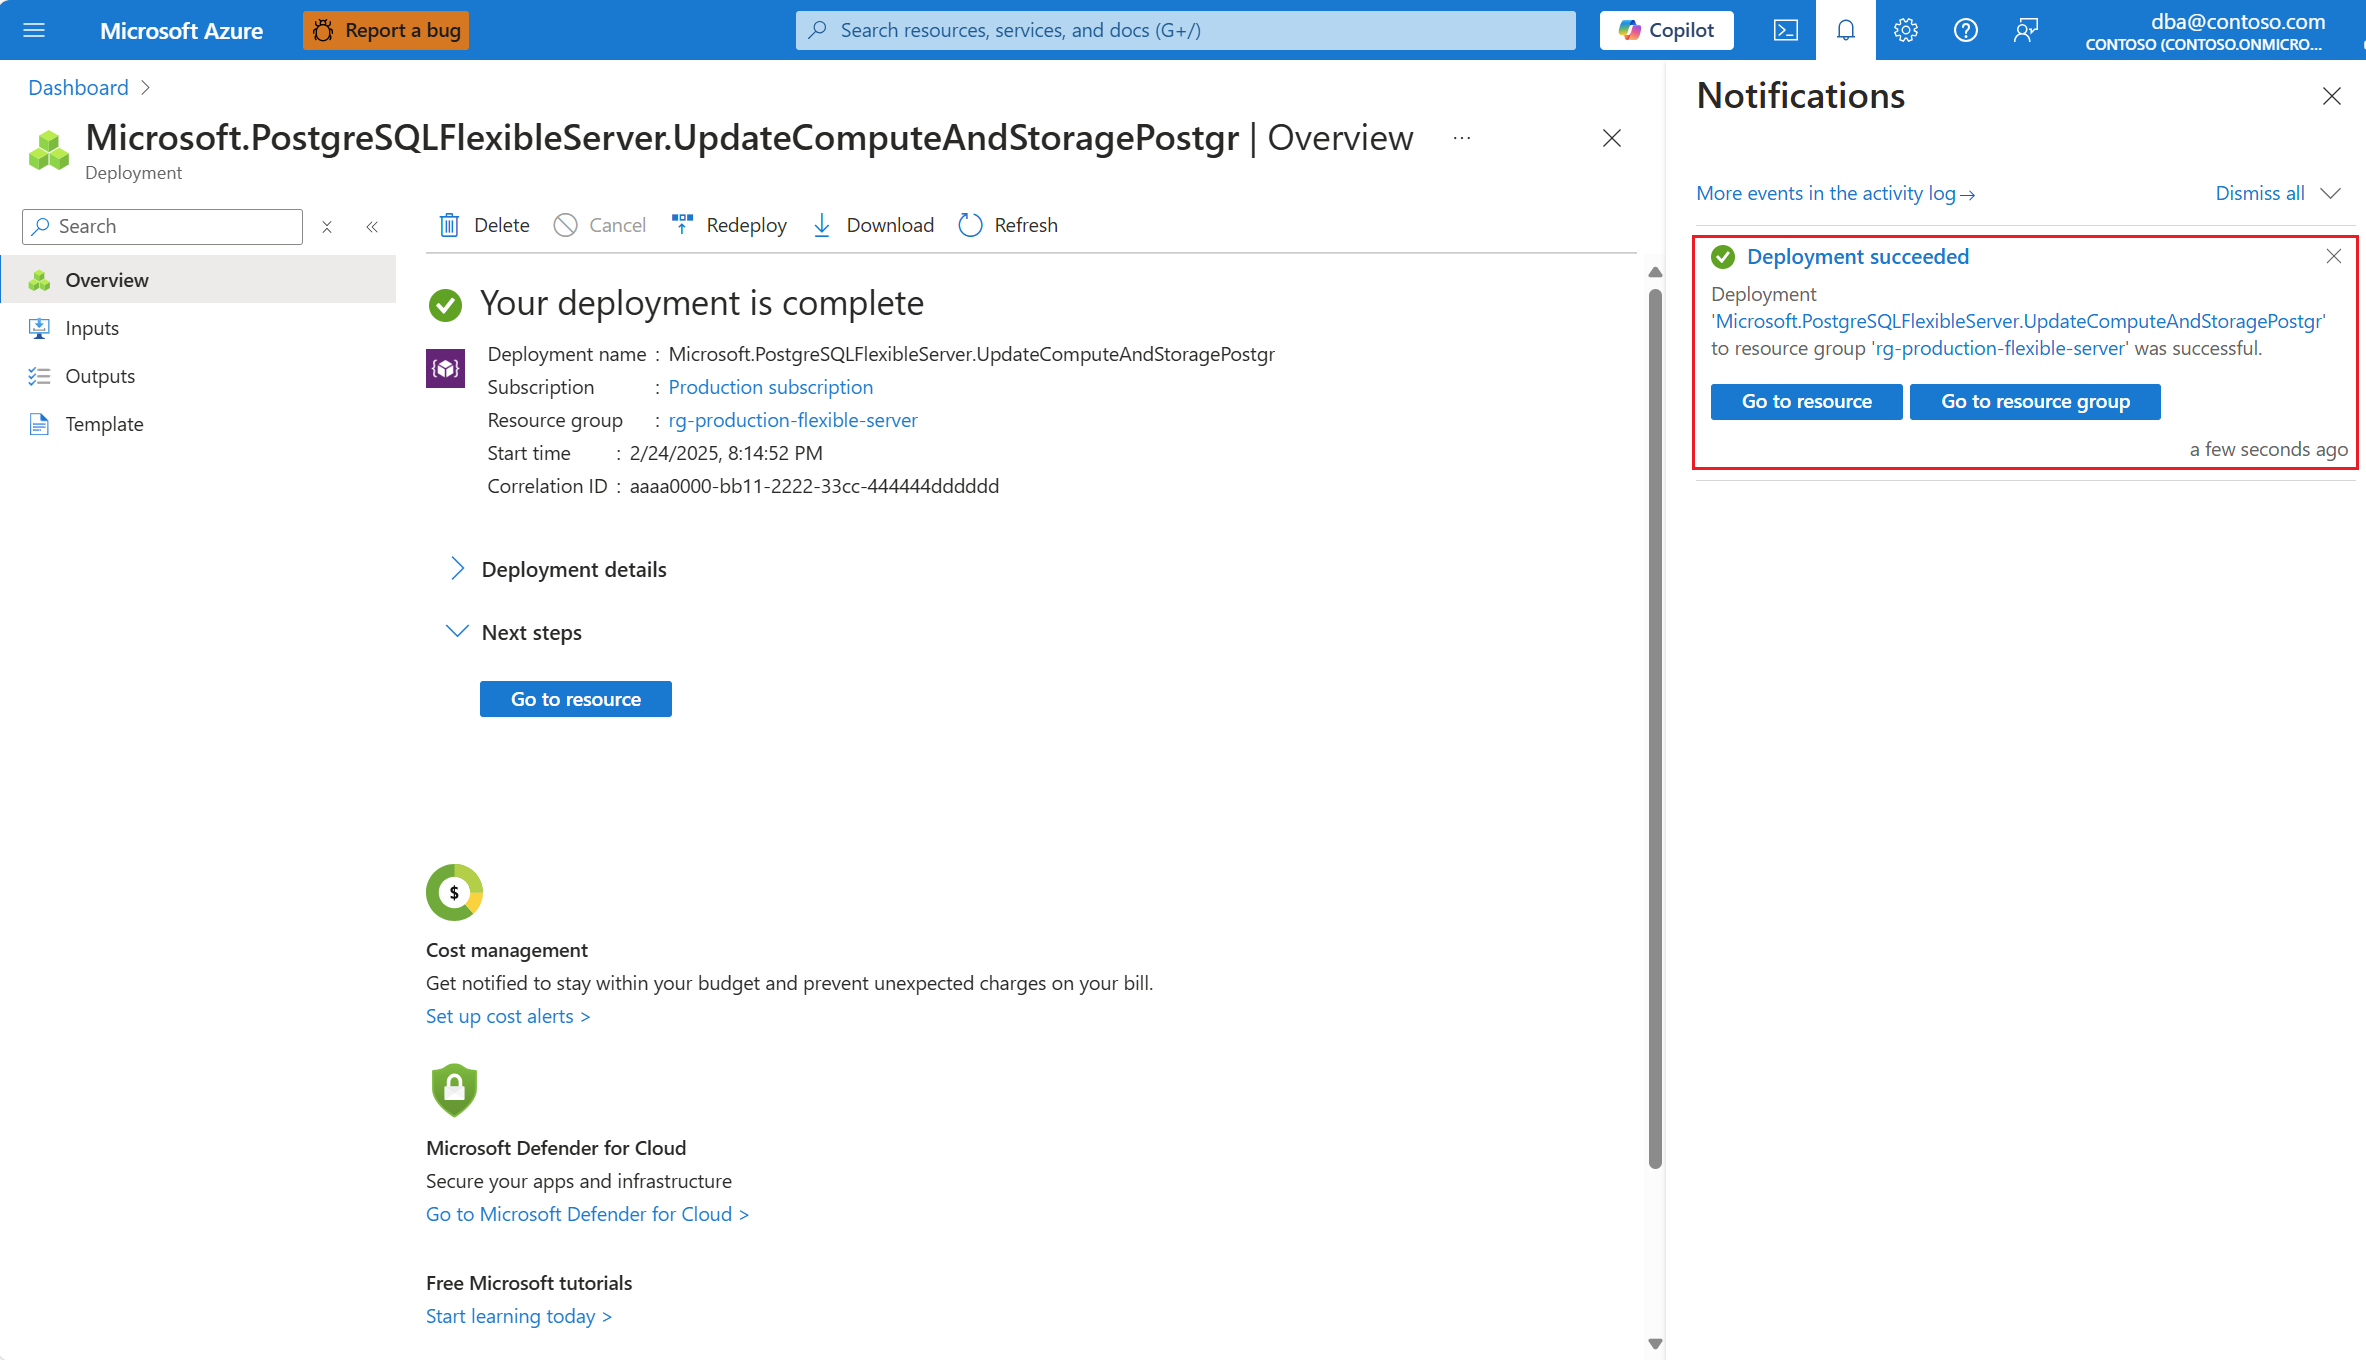 Microsoft Azure
Report a bug
Search resources, services, and docs (G+/)
Copilot
dba@contoso.com
CONTOSO (CONTOSO.ONMICRO...
Dashboard
Microsoft.PostgreSQLFlexibleServer.UpdateComputeAndStoragePostgr | Overview ...
Deployment
Search
Overview
Inputs
Outputs
Template
Delete Cancel Redeploy Download Refresh
Your deployment is complete
Deployment name : Microsoft.PostgreSQLFlexibleServer.UpdateComputeAndStoragePostgr
Subscription : Production subscription
Resource group : rg-production-flexible-server
Start time : 2/24/2025, 8:14:52 PM
Correlation ID : aaaa0000-bb11-2222-33cc-444444dddddd
Deployment details
Next steps
Go to resource
$
Cost management
Get notified to stay within your budget and prevent unexpected charges on your bill.
Set up cost alerts >
Microsoft Defender for Cloud
Secure your apps and infrastructure
Go to Microsoft Defender for Cloud >
Free Microsoft tutorials
Start learning today >
Notifications
More events in the activity log→
Dismiss all
Deployment succeeded
Deployment
'Microsoft.PostgreSQLFlexibleServer.UpdateComputeAndStoragePostgr'
to resource group 'rg-production-flexible-server' was successful.
Go to resource
Go to resource group
a few seconds ago